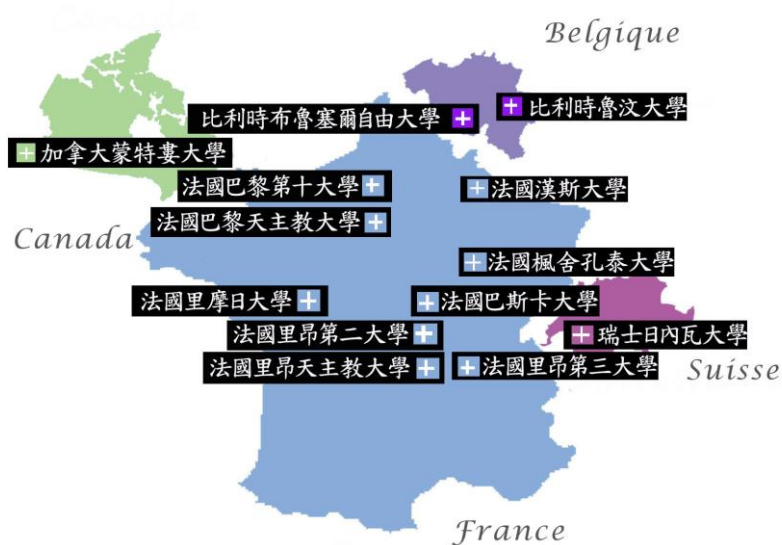 Canada
Belgique
比利時布魯塞爾自由大學
比利時魯汶大學
加拿大蒙特婁大學
法國巴黎第十大學
法國漢斯大學
法國巴黎天主教大學
Canada
法國楓舍孔泰大學
法國里摩日大學
法國巴斯卡大學
法國里昂第二大學
瑞士日內瓦大學
法國里昂天主教大學
法國里昂第三大學
Suisse
France